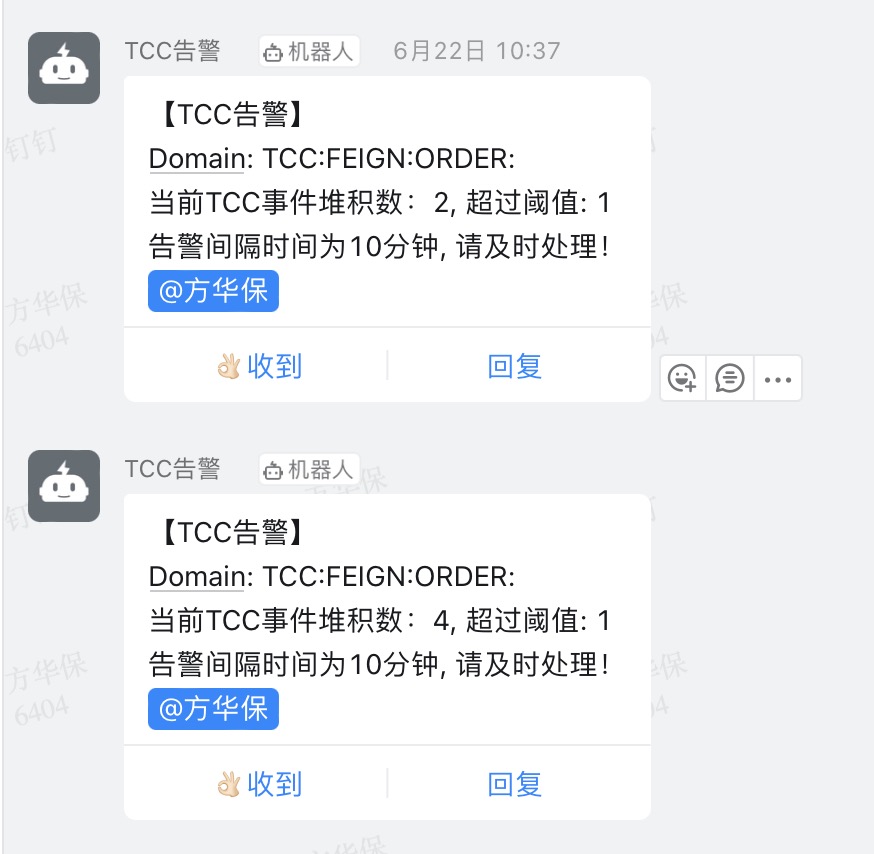 TCC告警 机器人 6月22日 10:37
【TCC告警】
Domain: TCC:FEIGN:ORDER:
当前TCC事件堆积数：2, 超过阈值: 1
告警间隔时间为10分钟, 请及时处理！
@方华保
👌🏻收到 回复
TCC告警 机器人
【TCC告警】
Domain: TCC:FEIGN:ORDER:
当前TCC事件堆积数：4, 超过阈值: 1
告警间隔时间为10分钟, 请及时处理！
@方华保
👌🏻收到 回复
钉钉
方华保
6404
方华保
6404